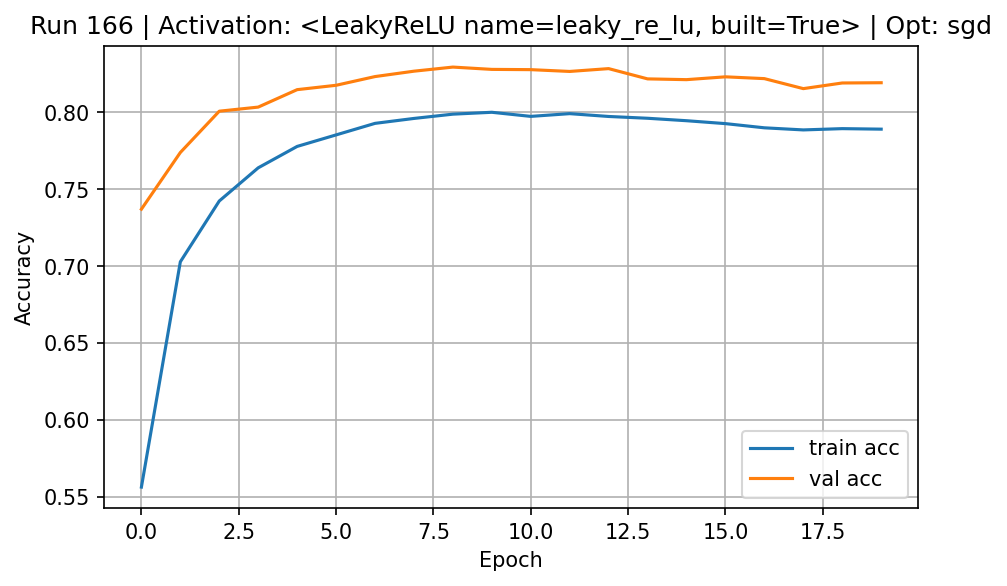 Run 166 | Activation: <LeakyReLU name=leaky_re_lu, built=True> | Opt: sgd
Accuracy
0.80
0.75
0.70
0.65
0.60
0.55
train acc
val acc
0.0 2.5 5.0 7.5 10.0 12.5 15.0 17.5
Epoch